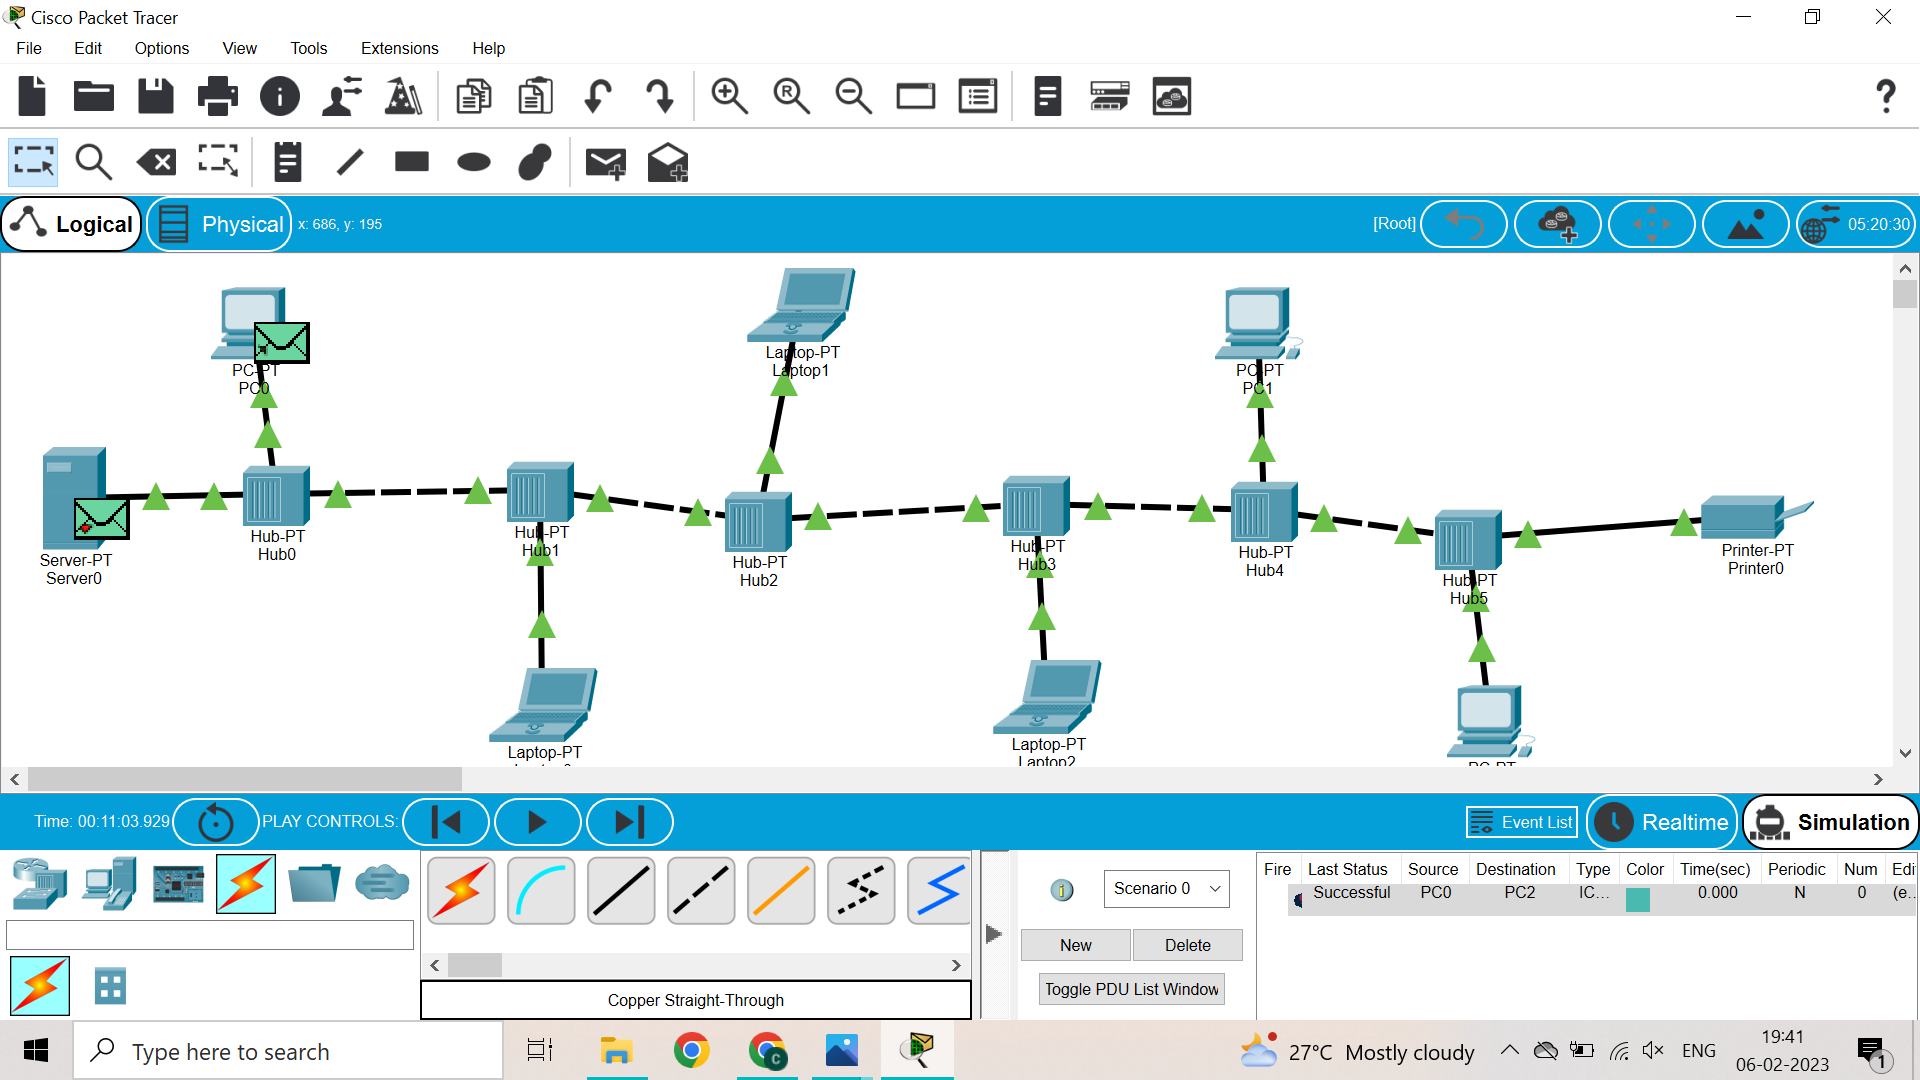 Cisco Packet Tracer
File Edit Options View Tools Extensions Help
Logical Physical x: 686, y: 195 [Root] 05:20:30
PC-PT
PC0
Laptop-PT
Laptop1
PC-PT
PC1
Server-PT
Server0
Hub-PT
Hub0
Hub-PT
Hub1
Hub-PT
Hub2
Hub-PT
Hub3
Hub-PT
Hub4
Hub-PT
Hub5
Printer-PT
Printer0
Laptop-PT
Laptop-PT
Laptop2
PC-PT
Time: 00:11:03.929 PLAY CONTROLS: Event List Realtime Simulation
Scenario 0
New Delete
Toggle PDU List Window
Fire Last Status Source Destination Type Color Time(sec) Periodic Num Edi
Successful PC0 PC2 IC... 0.000 N 0 (e...
Copper Straight-Through
Type here to search
27°C Mostly cloudy ENG 19:41
06-02-2023
1